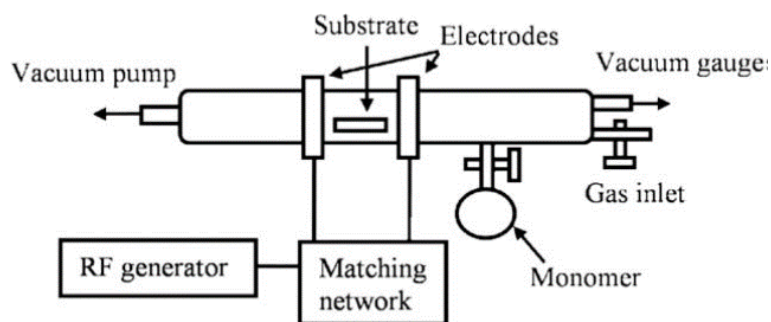 Substrate
Electrodes
Vacuum pump
Vacuum gauges
Gas inlet
RF generator
Matching
network
Monomer